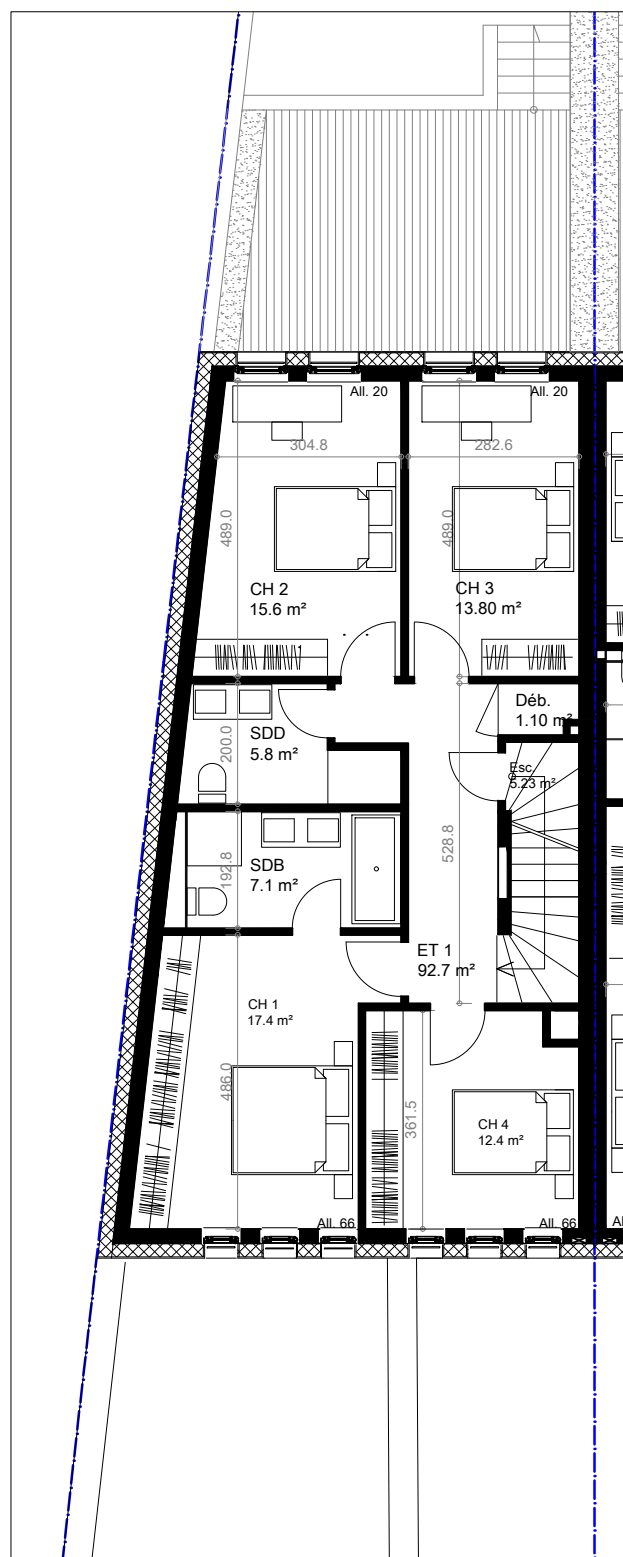 All. 20
All. 20
304.8
282.6
489.0
489.0
CH 2
15.6 m²
CH 3
13.80 m²
Déb.
1.10 m²
SDD
5.8 m²
200.0
Esc.
5.23 m²
528.8
SDB
7.1 m²
192.8
ET 1
92.7 m²
CH 1
17.4 m²
486.0
361.5
CH 4
12.4 m²
All. 66
All. 66
Al